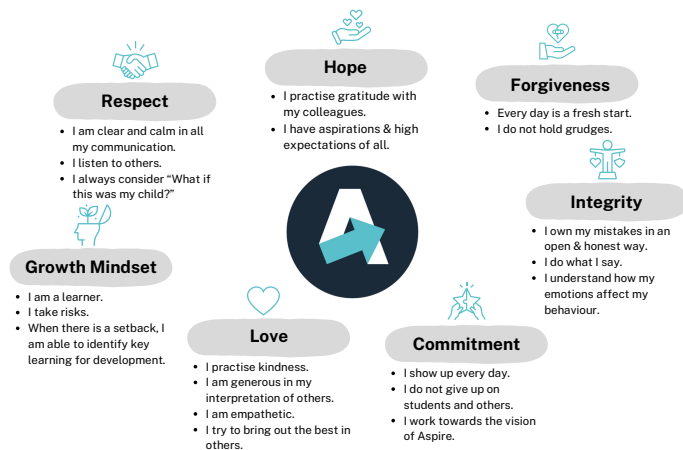 Hope
• I practise gratitude with
my colleagues.
• I have aspirations & high
expectations of all.
Forgiveness
• Every day is a fresh start.
• I do not hold grudges.
Respect
• I am clear and calm in all
my communication.
• I listen to others.
• I always consider “What if
this was my child?”
Integrity
• I own my mistakes in an
open & honest way.
• I do what I say.
• I understand how my
emotions affect my
behaviour.
Growth Mindset
• I am a learner.
• I take risks.
• When there is a setback, I
am able to identify key
learning for development.
Love
• I practise kindness.
• I am generous in my
interpretation of others.
• I am empathetic.
• I try to bring out the best in
others.
Commitment
• I show up every day.
• I do not give up on
students and others.
• I work towards the vision
of Aspire.